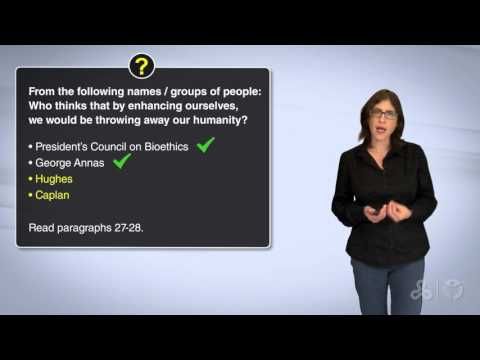 ?
From the following names / groups of people:
Who thinks that by enhancing ourselves,
we would be throwing away our humanity?
• President's Council on Bioethics
• George Annas
• Hughes
• Caplan
Read paragraphs 27-28.